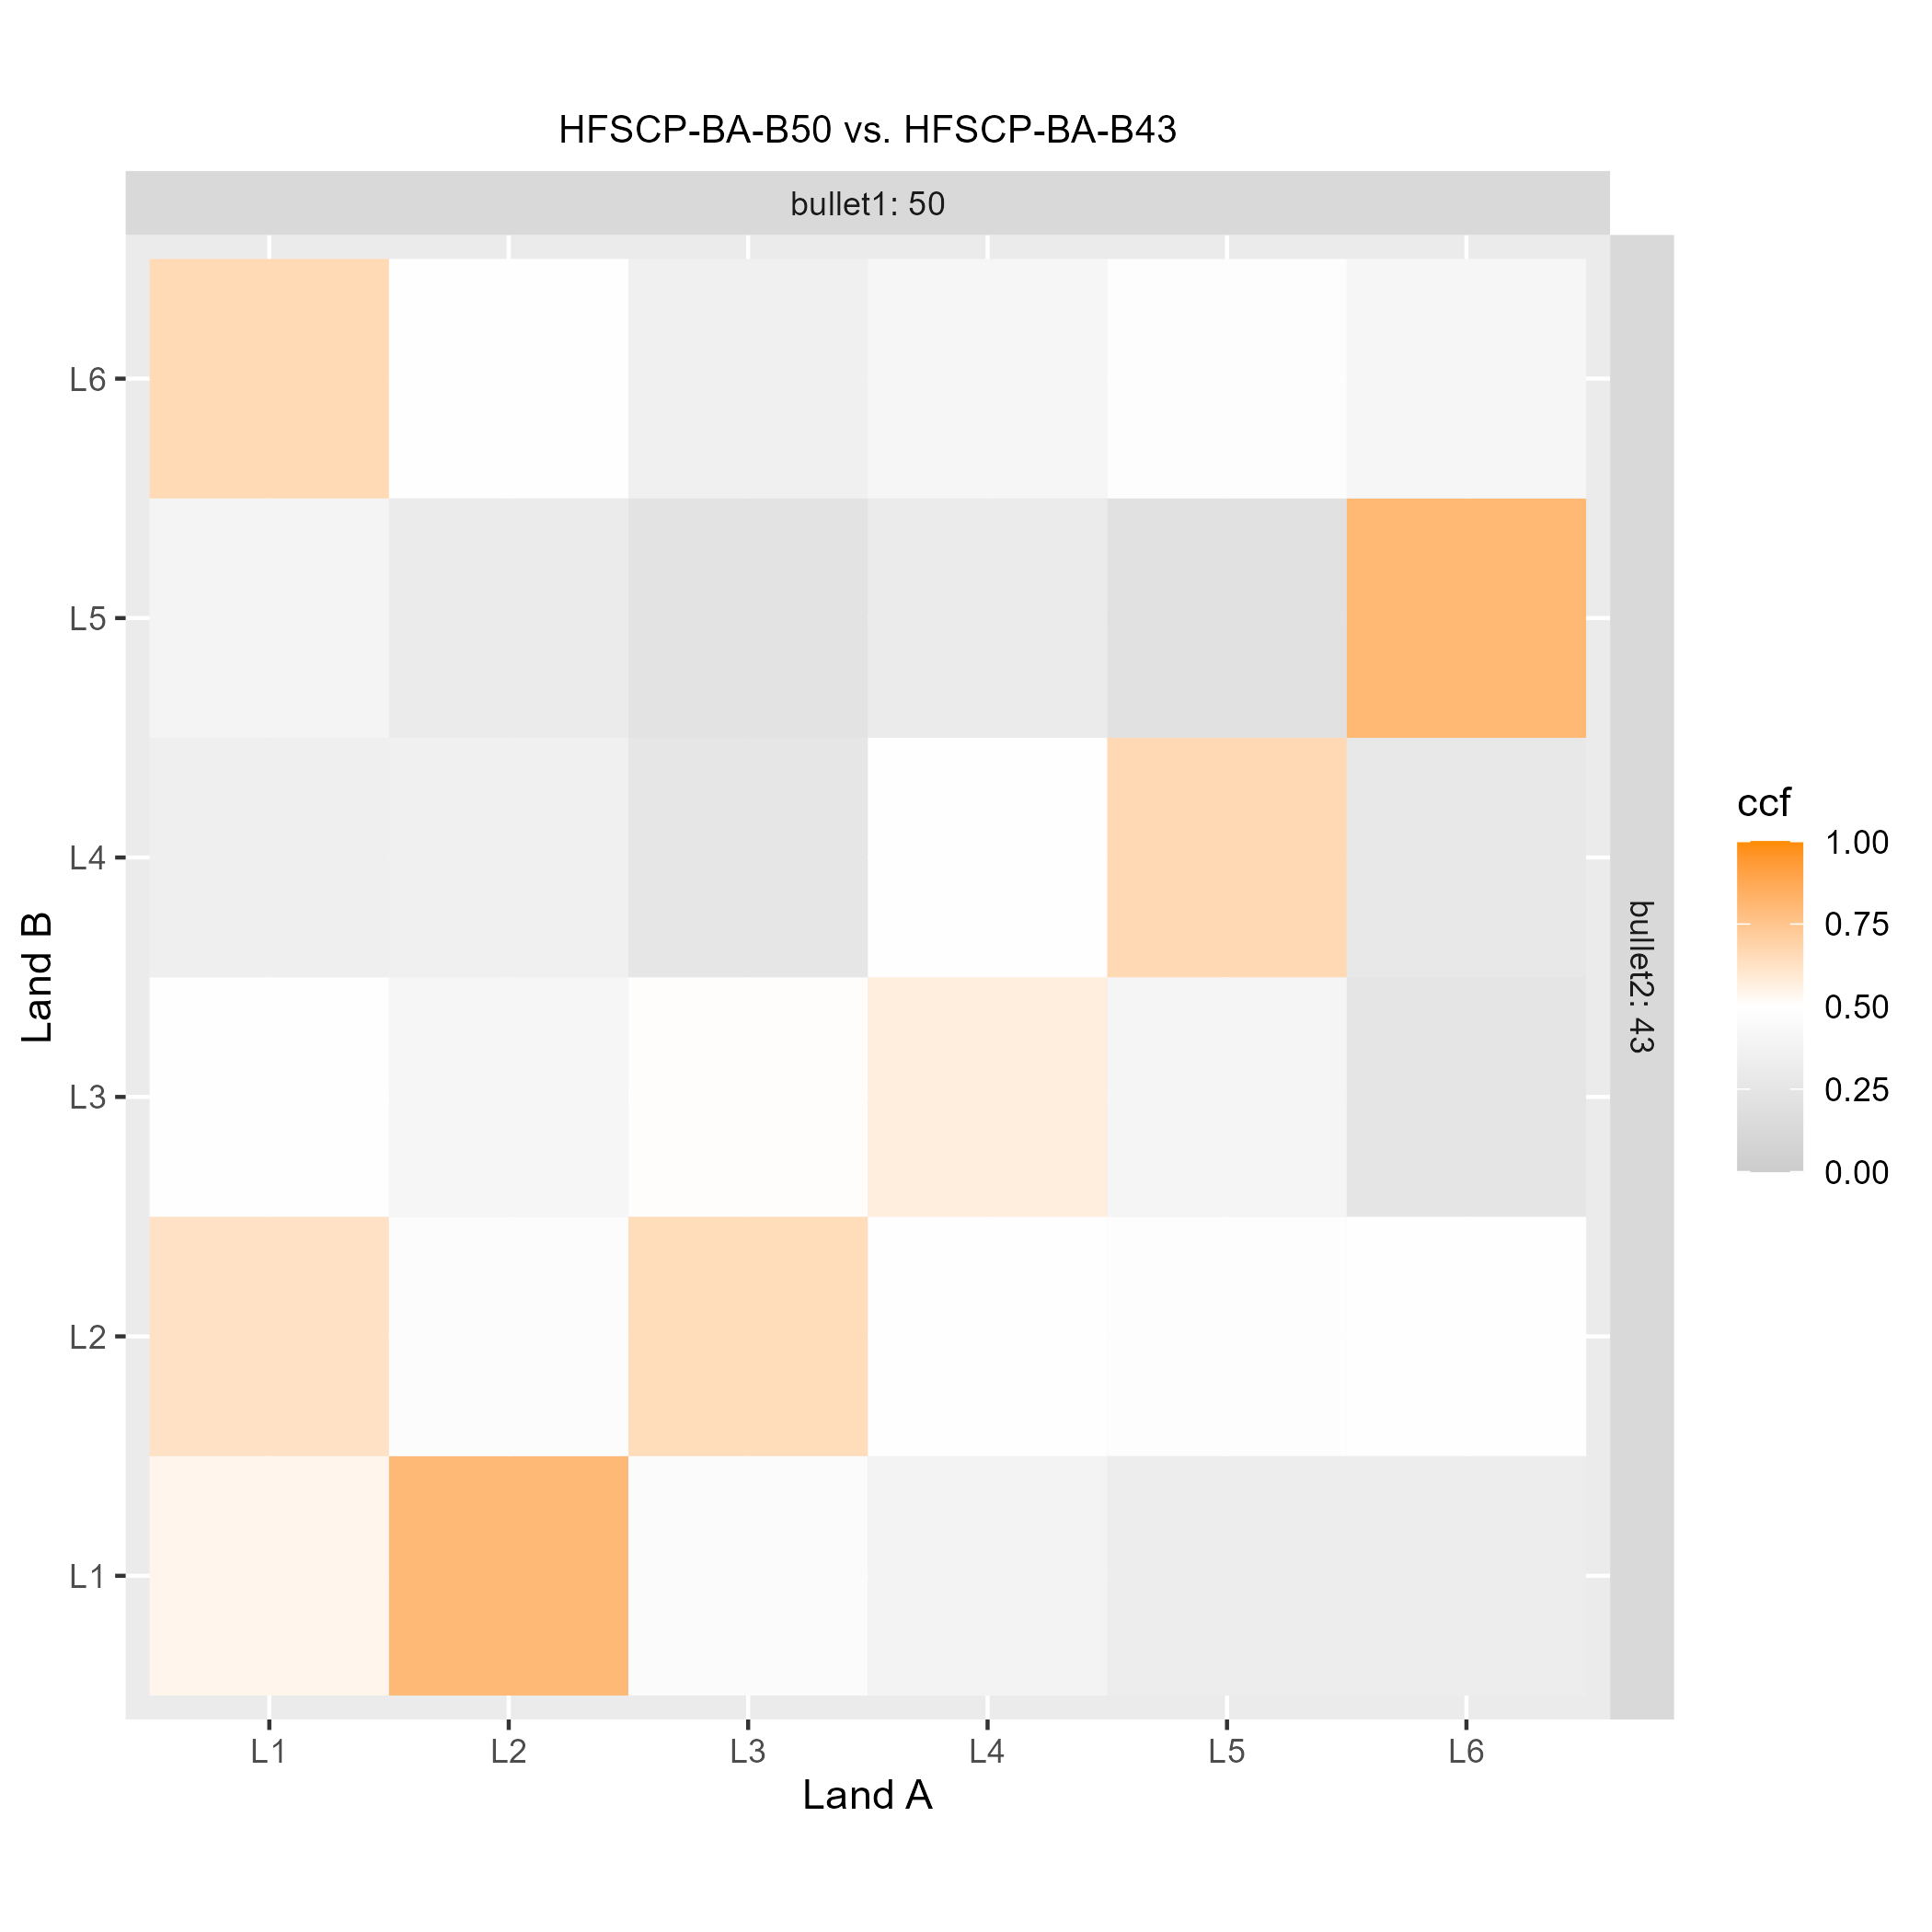 HFSCP-BA-B50 vs. HFSCP-BA-B43
bullet1: 50
L6
L5
L4
L3
L2
L1
Land B
L1 L2 L3 L4 L5 L6
Land A
bullet2: 43
ccf
1.00
0.75
0.50
0.25
0.00